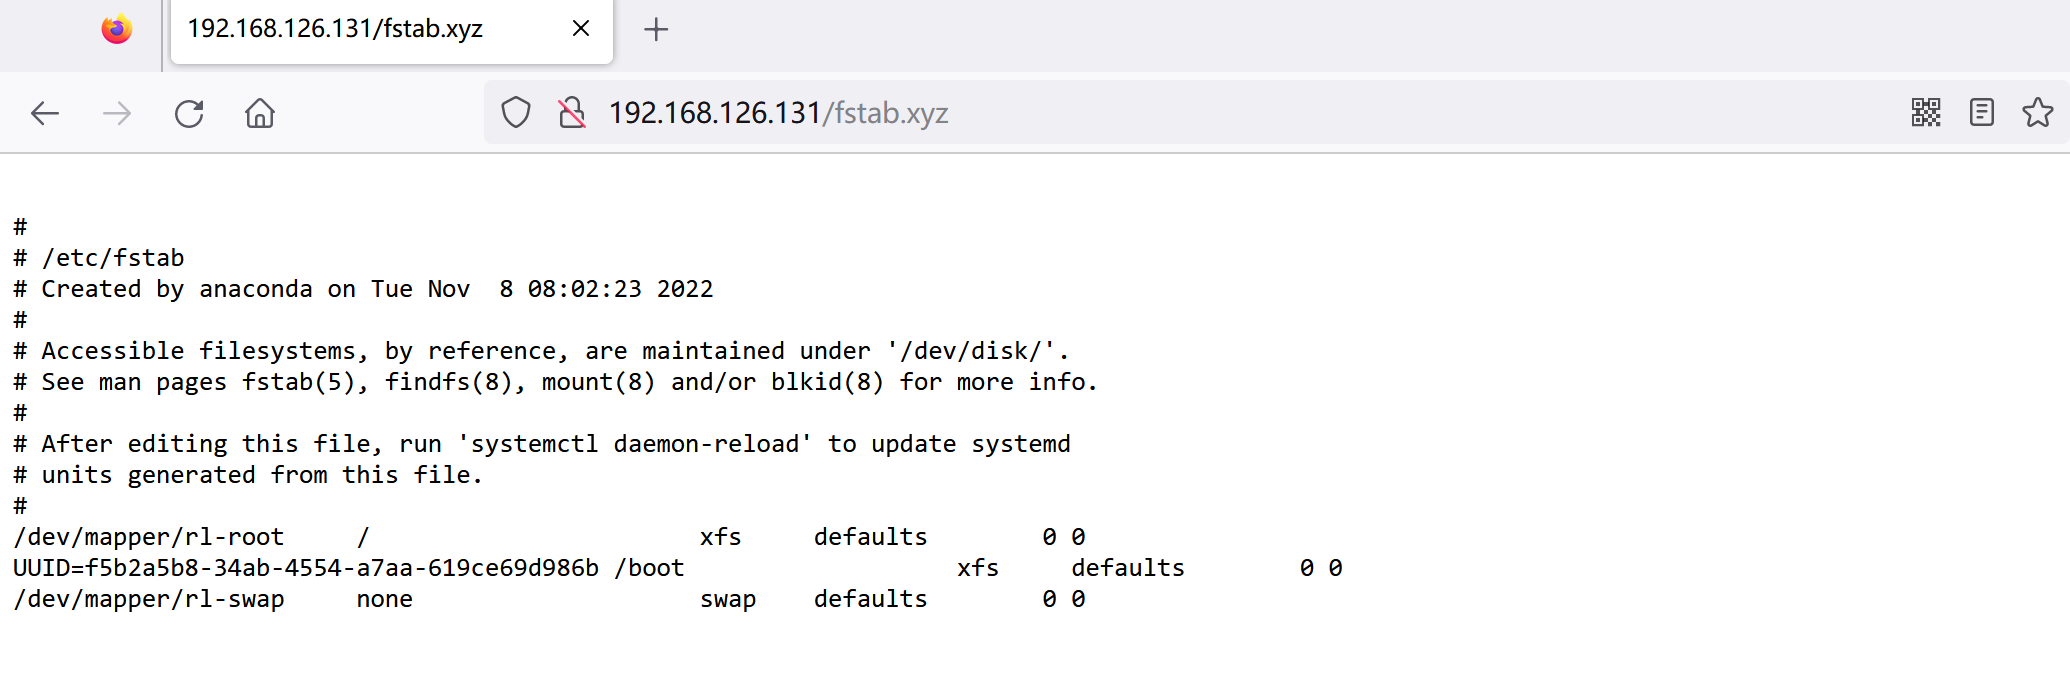 192.168.126.131/fstab.xyz
192.168.126.131/fstab.xyz
#
# /etc/fstab
# Created by anaconda on Tue Nov  8 08:02:23 2022
#
# Accessible filesystems, by reference, are maintained under '/dev/disk/'.
# See man pages fstab(5), findfs(8), mount(8) and/or blkid(8) for more info.
#
# After editing this file, run 'systemctl daemon-reload' to update systemd
# units generated from this file.
#
/dev/mapper/rl-root     /                       xfs     defaults        0 0
UUID=f5b2a5b8-34ab-4554-a7aa-619ce69d986b /boot                   xfs     defaults        0 0
/dev/mapper/rl-swap     none                    swap    defaults        0 0